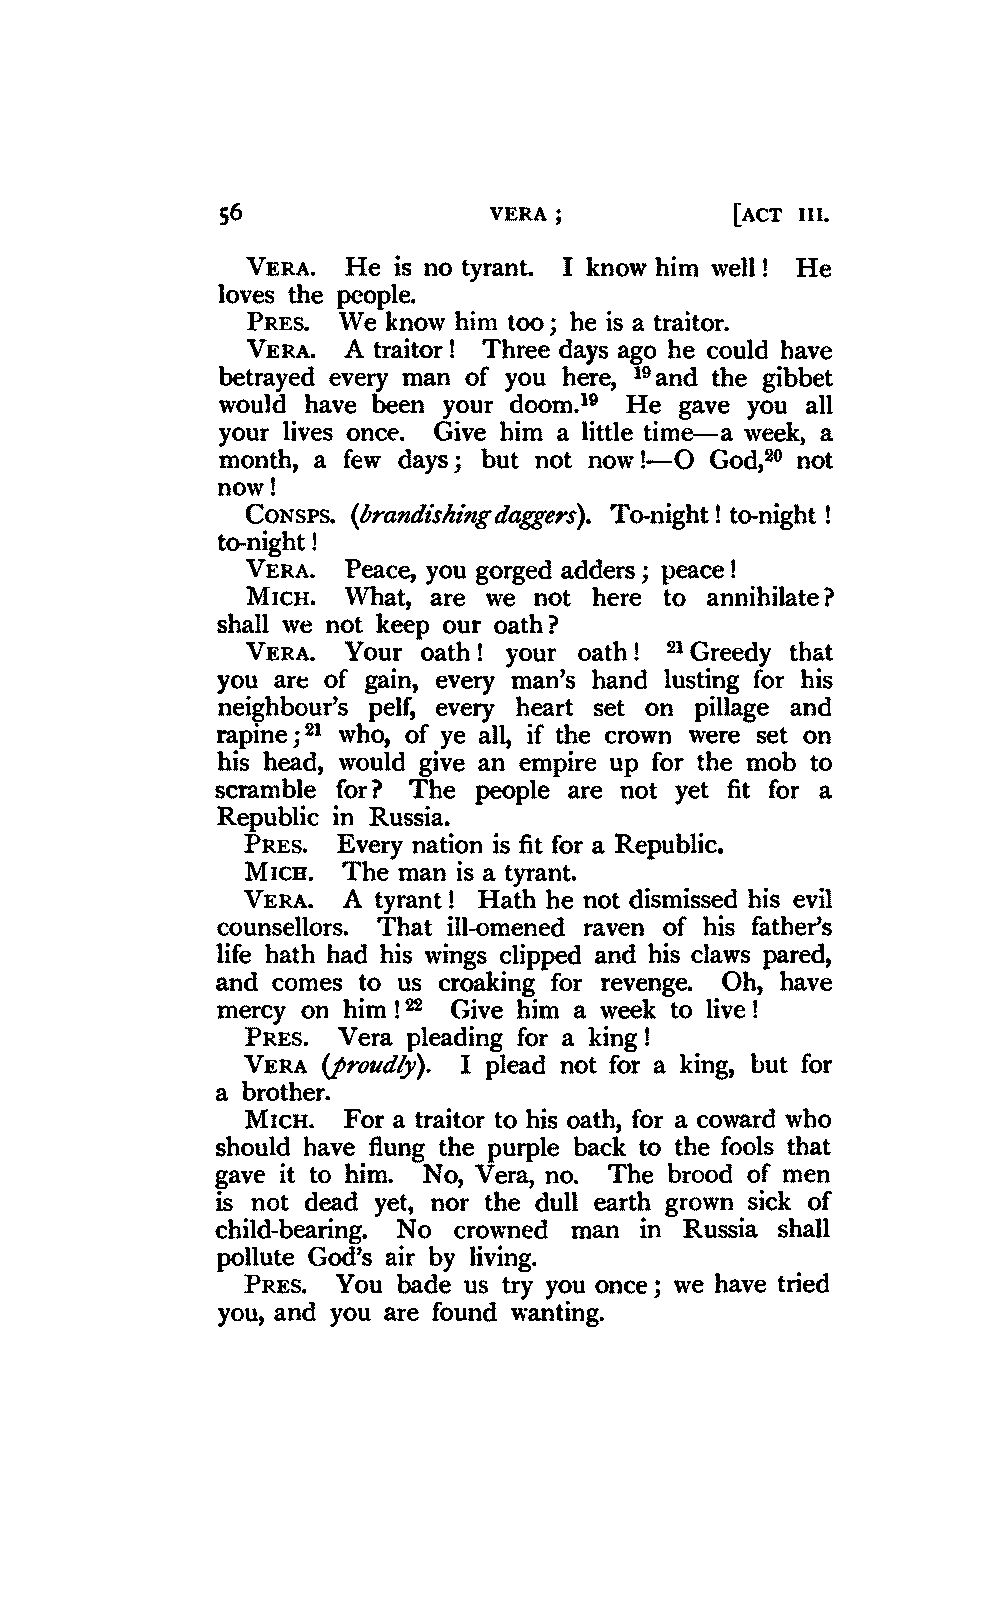 56 VERA ; [ACT III.
VERA. He is no tyrant. I know him well ! He
loves the people.
PRES. We know him too ; he is a traitor.
VERA. A traitor ! Three days ago he could have
betrayed every man of you here, ¹⁹ and the gibbet
would have been your doom.¹⁹ He gave you all
your lives once. Give him a little time—a week, a
month, a few days ; but not now !—O God,²⁰ not
now !
CONSPS. (brandishing daggers). To-night ! to-night !
to-night !
VERA. Peace, you gorged adders ; peace !
MICH. What, are we not here to annihilate ?
shall we not keep our oath ?
VERA. Your oath ! your oath ! ²¹ Greedy that
you are of gain, every man's hand lusting for his
neighbour's pelf, every heart set on pillage and
rapine ;²¹ who, of ye all, if the crown were set on
his head, would give an empire up for the mob to
scramble for ? The people are not yet fit for a
Republic in Russia.
PRES. Every nation is fit for a Republic.
MICH. The man is a tyrant.
VERA. A tyrant ! Hath he not dismissed his evil
counsellors. That ill-omened raven of his father's
life hath had his wings clipped and his claws pared,
and comes to us croaking for revenge. Oh, have
mercy on him !²² Give him a week to live !
PRES. Vera pleading for a king !
VERA (proudly). I plead not for a king, but for
a brother.
MICH. For a traitor to his oath, for a coward who
should have flung the purple back to the fools that
gave it to him. No, Vera, no. The brood of men
is not dead yet, nor the dull earth grown sick of
child-bearing. No crowned man in Russia shall
pollute God's air by living.
PRES. You bade us try you once ; we have tried
you, and you are found wanting.